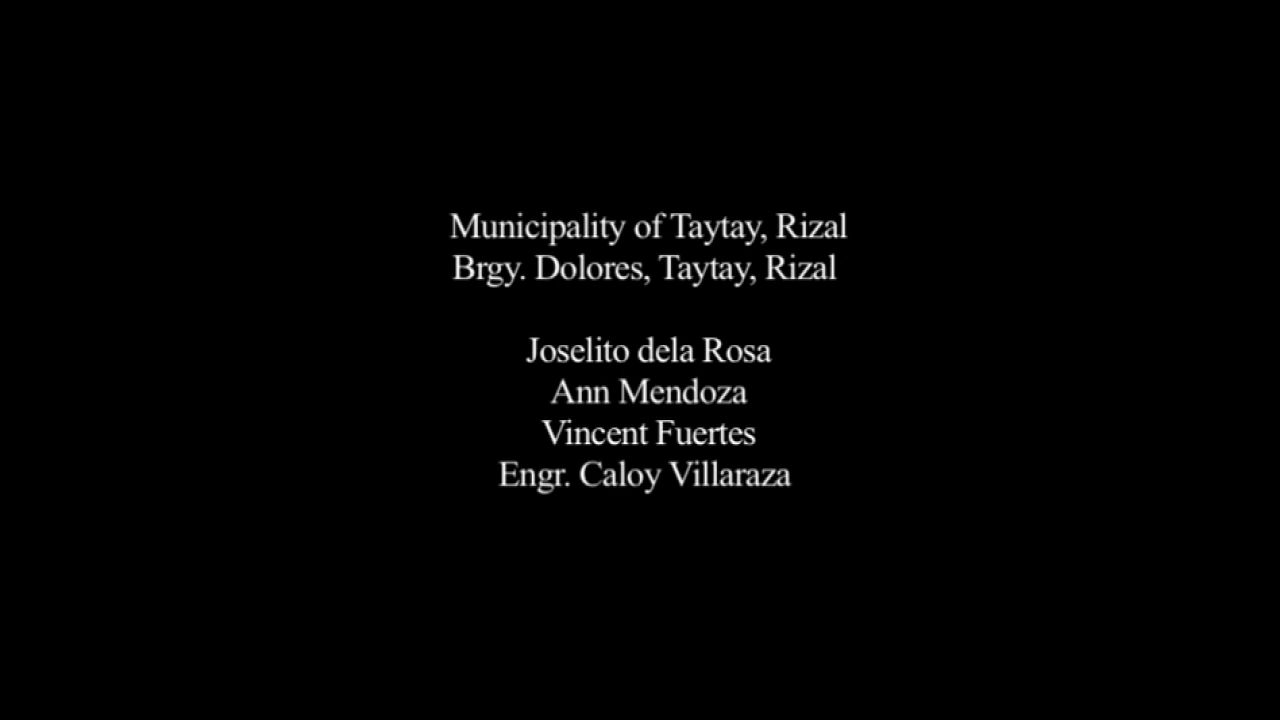 Municipality of Taytay, Rizal
Brgy. Dolores, Taytay, Rizal
Joselito dela Rosa
Ann Mendoza
Vincent Fuertes
Engr. Caloy Villaraza